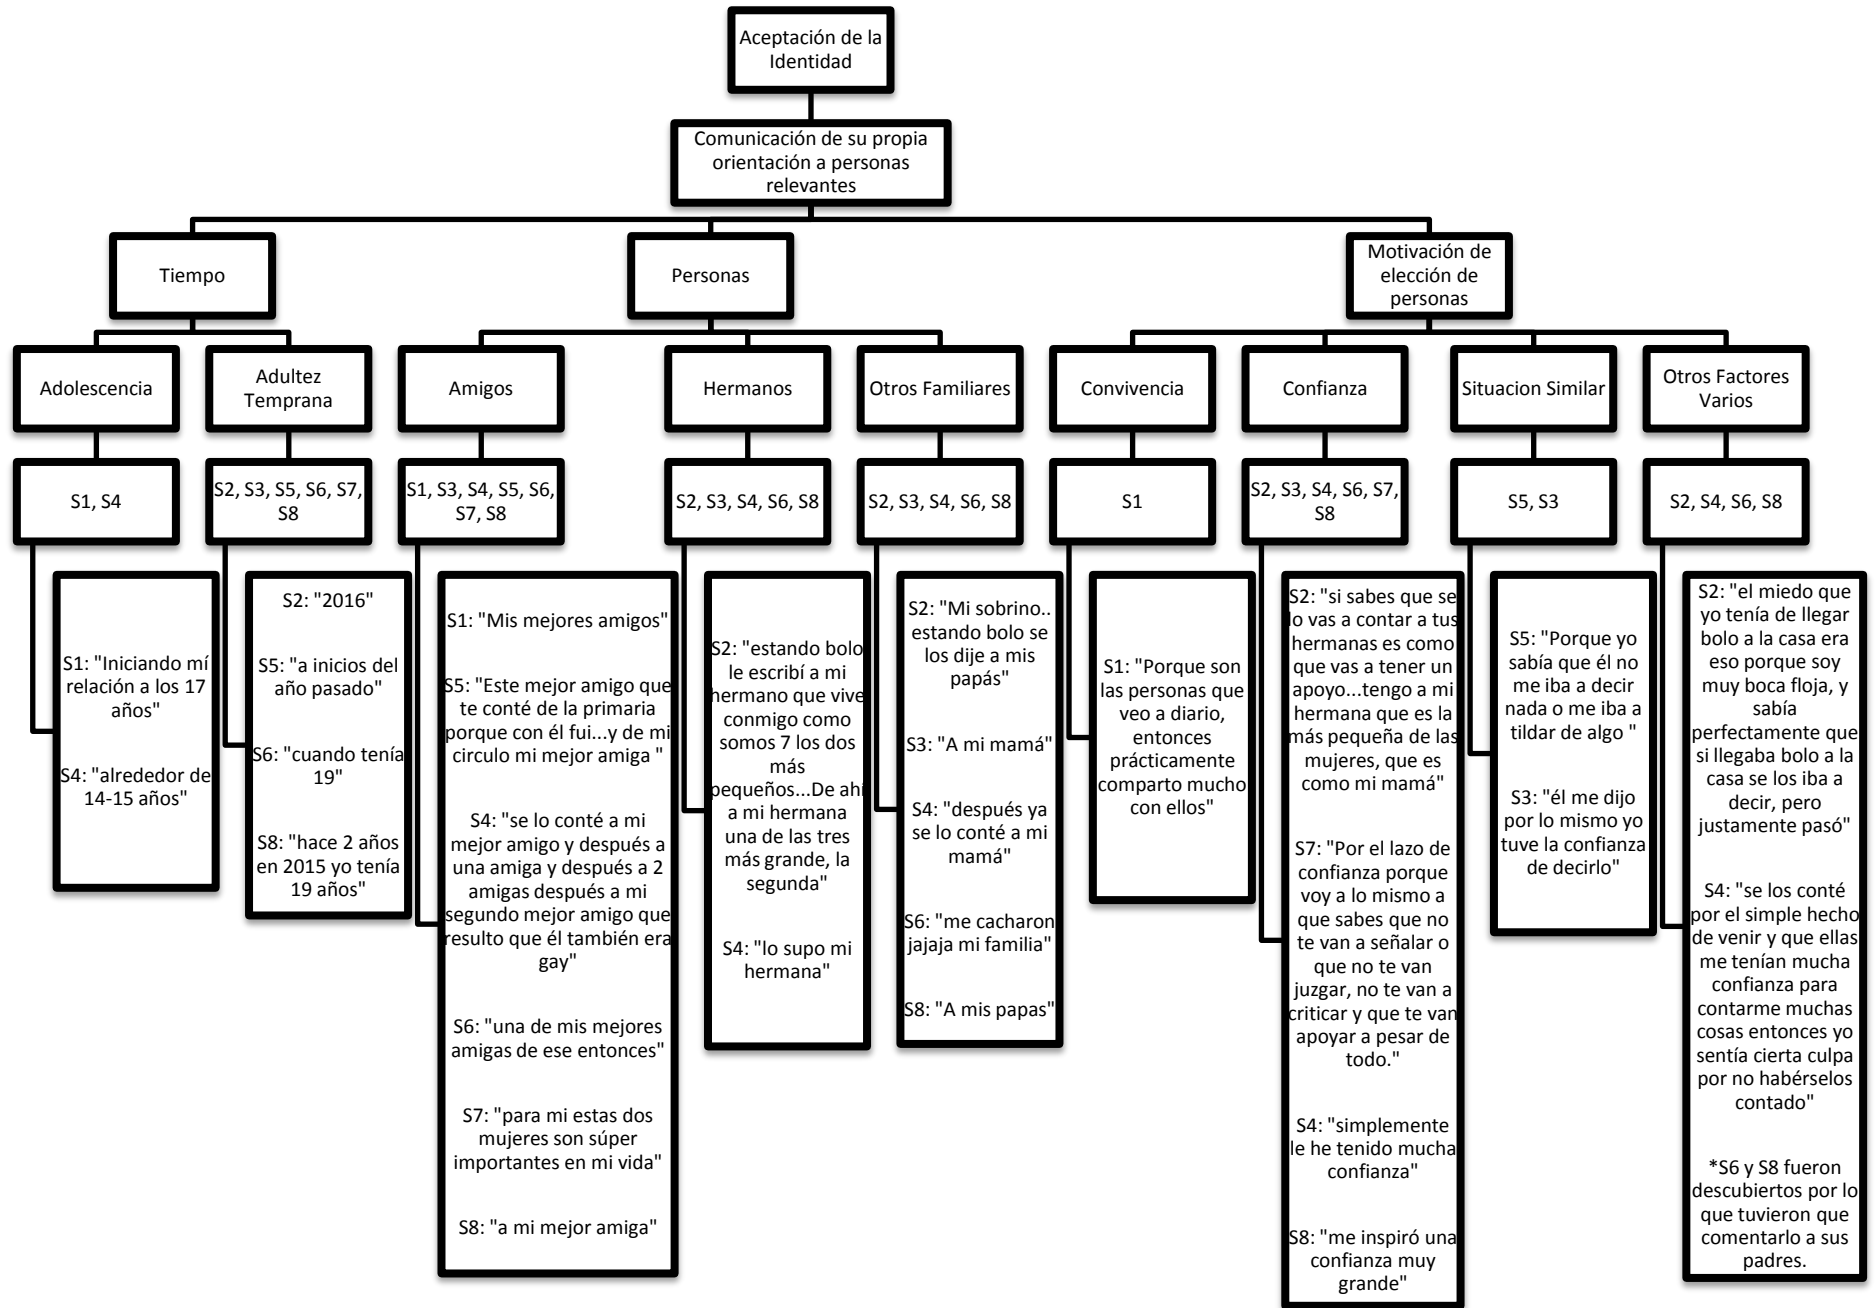 Aceptación de la
Identidad
Comunicación de su propia
orientación a personas
relevantes
Tiempo
Personas
Motivación de
elección de
personas
Adolescencia
Adultez
Temprana
Amigos
Hermanos
Otros Familiares
Convivencia
Confianza
Situacion Similar
Otros Factores
Varios
S1, S4
S2, S3, S5, S6, S7,
S8
S1, S3, S4, S5, S6,
S7, S8
S2, S3, S4, S6, S8
S2, S3, S4, S6, S8
S1
S2, S3, S4, S6, S7,
S8
S5, S3
S2, S4, S6, S8
S1: "Iniciando mí
relación a los 17
años"
S4: "alrededor de
14-15 años"
S2: "2016"
S5: "a inicios del
año pasado"
S6: "cuando tenía
19"
S8: "hace 2 años
en 2015 yo tenía
19 años"
S1: "Mis mejores amigos"
S5: "Este mejor amigo que
te conté de la primaria
porque con él fui...y de mi
circulo mi mejor amiga "
S4: "se lo conté a mi
mejor amigo y después a
una amiga y después a 2
amigas después a mi
segundo mejor amigo que
resulto que él también era
gay"
S6: "una de mis mejores
amigas de ese entonces"
S7: "para mi estas dos
mujeres son súper
importantes en mi vida"
S8: "a mi mejor amiga"
S2: "estando bolo
le escribí a mi
hermano que vive
conmigo como
somos 7 los dos
más
pequeños...De ahí
a mi hermana
una de las tres
más grande, la
segunda"
S4: "lo supo mi
hermana"
S2: "Mi sobrino..
estando bolo se
los dije a mis
papás"
S3: "A mi mamá"
S4: "después ya
se lo conté a mi
mamá"
S6: "me cacharon
jajaja mi familia"
S8: "A mis papas"
S1: "Porque son
las personas que
veo a diario,
entonces
prácticamente
comparto mucho
con ellos"
S2: "si sabes que se
lo vas a contar a tus
hermanas es como
que vas a tener un
apoyo...tengo a mi
hermana que es la
más pequeña de las
mujeres, que es
como mi mamá"
S7: "Por el lazo de
confianza porque
voy a lo mismo a
que sabes que no
te van a señalar o
que no te van
juzgar, no te van a
criticar y que te van
apoyar a pesar de
todo."
S4: "simplemente
le he tenido mucha
confianza"
S8: "me inspiró una
confianza muy
grande"
S5: "Porque yo
sabía que él no
me iba a decir
nada o me iba a
tildar de algo "
S3: "él me dijo
por lo mismo yo
tuve la confianza
de decirlo"
S2: "el miedo que
yo tenía de llegar
bolo a la casa era
eso porque soy
muy boca floja, y
sabía
perfectamente que
si llegaba bolo a la
casa se los iba a
decir, pero
justamente pasó"
S4: "se los conté
por el simple hecho
de venir y que ellas
me tenían mucha
confianza para
contarme muchas
cosas entonces yo
sentía cierta culpa
por no habérselos
contado"
*S6 y S8 fueron
descubiertos por lo
que tuvieron que
comentarlo a sus
padres.